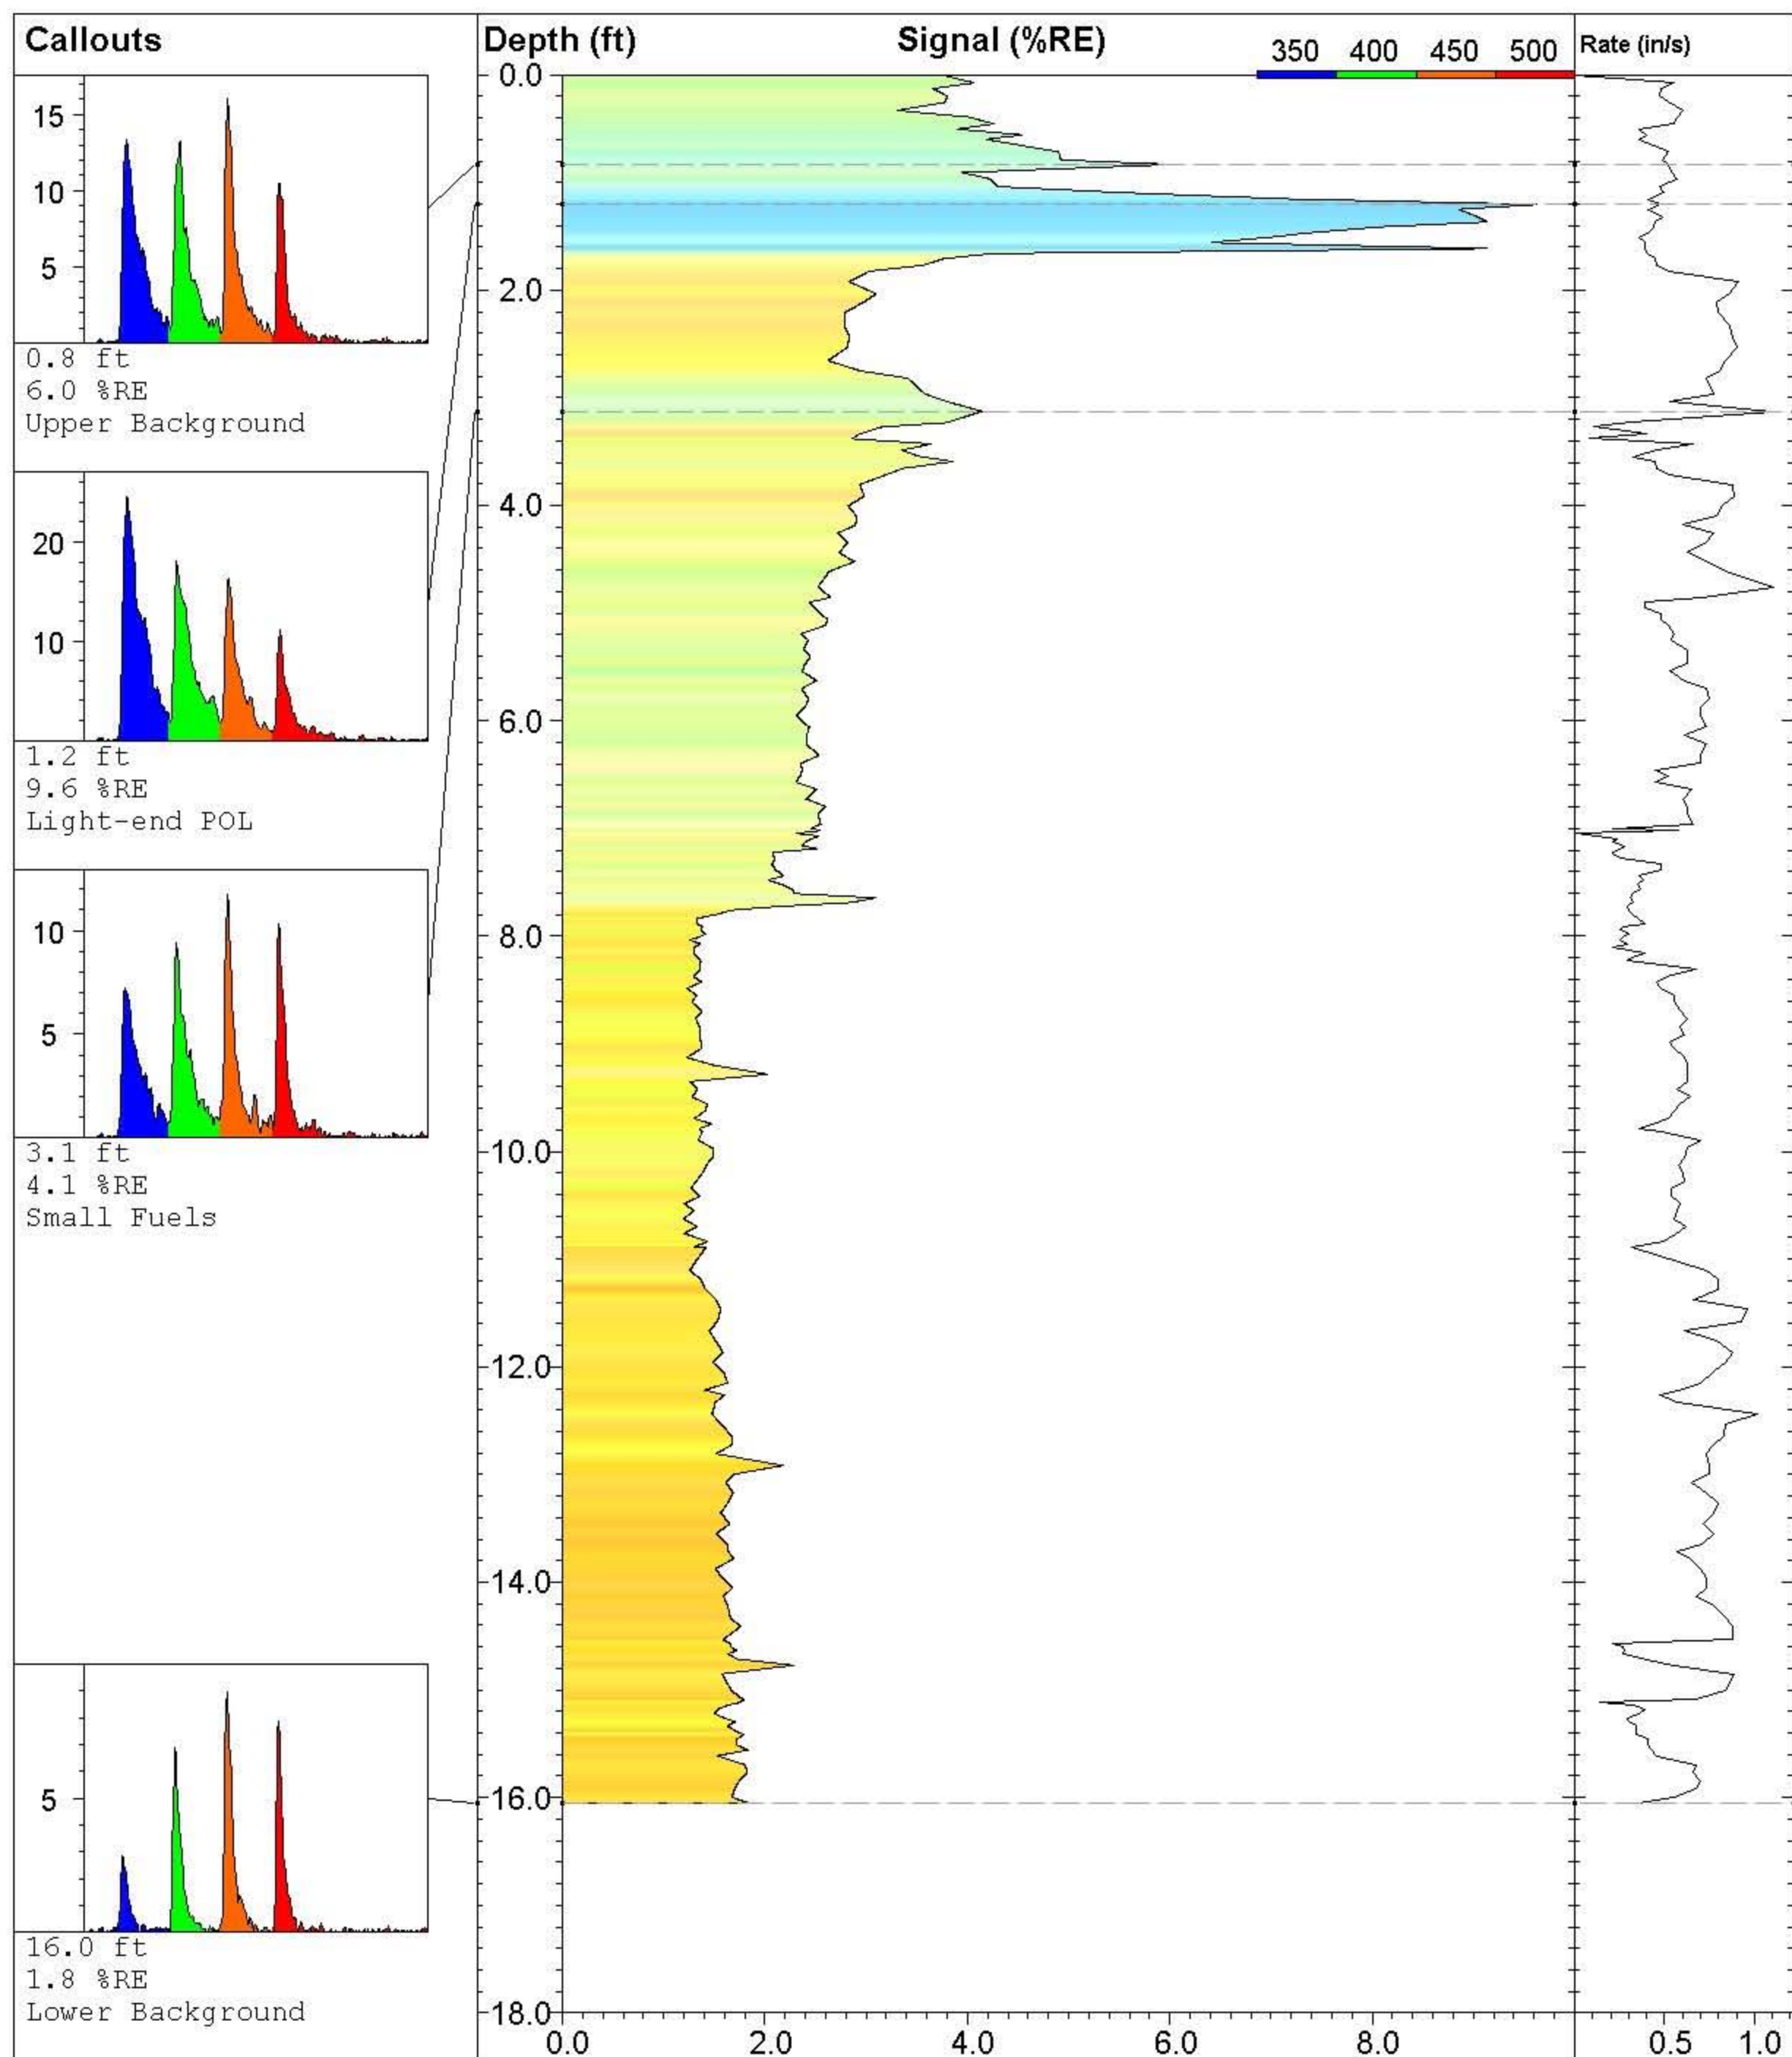 Callouts
Depth (ft)
Signal (%RE)
350 400 450 500
Rate (in/s)
15
10
5
0.8 ft
6.0 %RE
Upper Background
20
10
1.2 ft
9.6 %RE
Light-end POL
10
5
3.1 ft
4.1 %RE
Small Fuels
5
16.0 ft
1.8 %RE
Lower Background
0.0
2.0
4.0
6.0
8.0
10.0
12.0
14.0
16.0
18.0
0.0 2.0 4.0 6.0 8.0
0.5 1.0